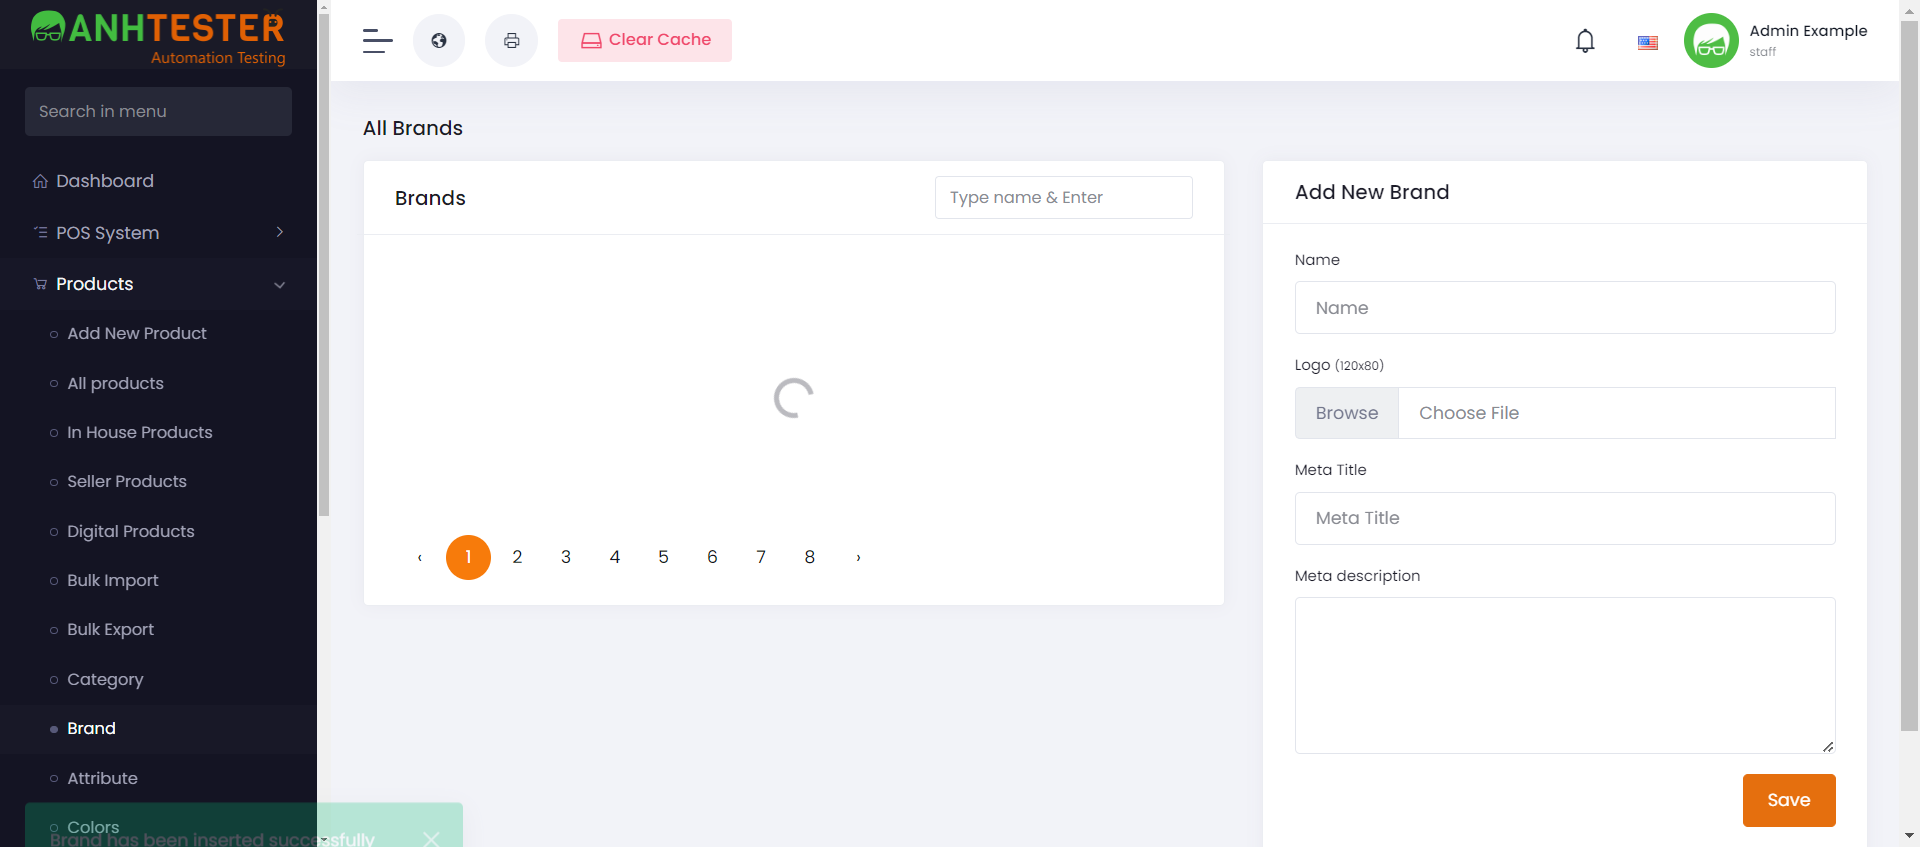 ANHTESTER
Automation Testing
Search in menu
Dashboard
POS System
Products
Add New Product
All products
In House Products
Seller Products
Digital Products
Bulk Import
Bulk Export
Category
Brand
Attribute
Colors
Brand has been inserted successfully
Clear Cache
Admin Example
staff
All Brands
Brands
Type name & Enter
‹ 1 2 3 4 5 6 7 8 ›
Add New Brand
Name
Name
Logo (120x80)
Browse Choose File
Meta Title
Meta Title
Meta description
Save